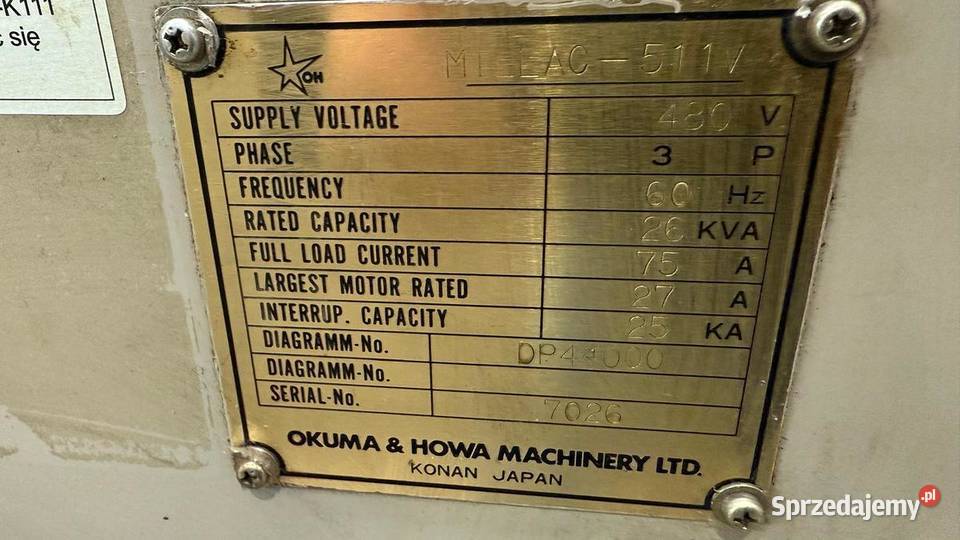 -K111
ć się
OH
MILLAC-511V
SUPPLY VOLTAGE 480 V
PHASE 3 P
FREQUENCY 60 Hz
RATED CAPACITY 26 KVA
FULL LOAD CURRENT 75 A
LARGEST MOTOR RATED 27 A
INTERRUP. CAPACITY 25 KA
DIAGRAMM-No. DP44000
DIAGRAMM-No.
SERIAL-No. 7026
OKUMA & HOWA MACHINERY LTD.
KONAN JAPAN
Sprzedajemy.pl